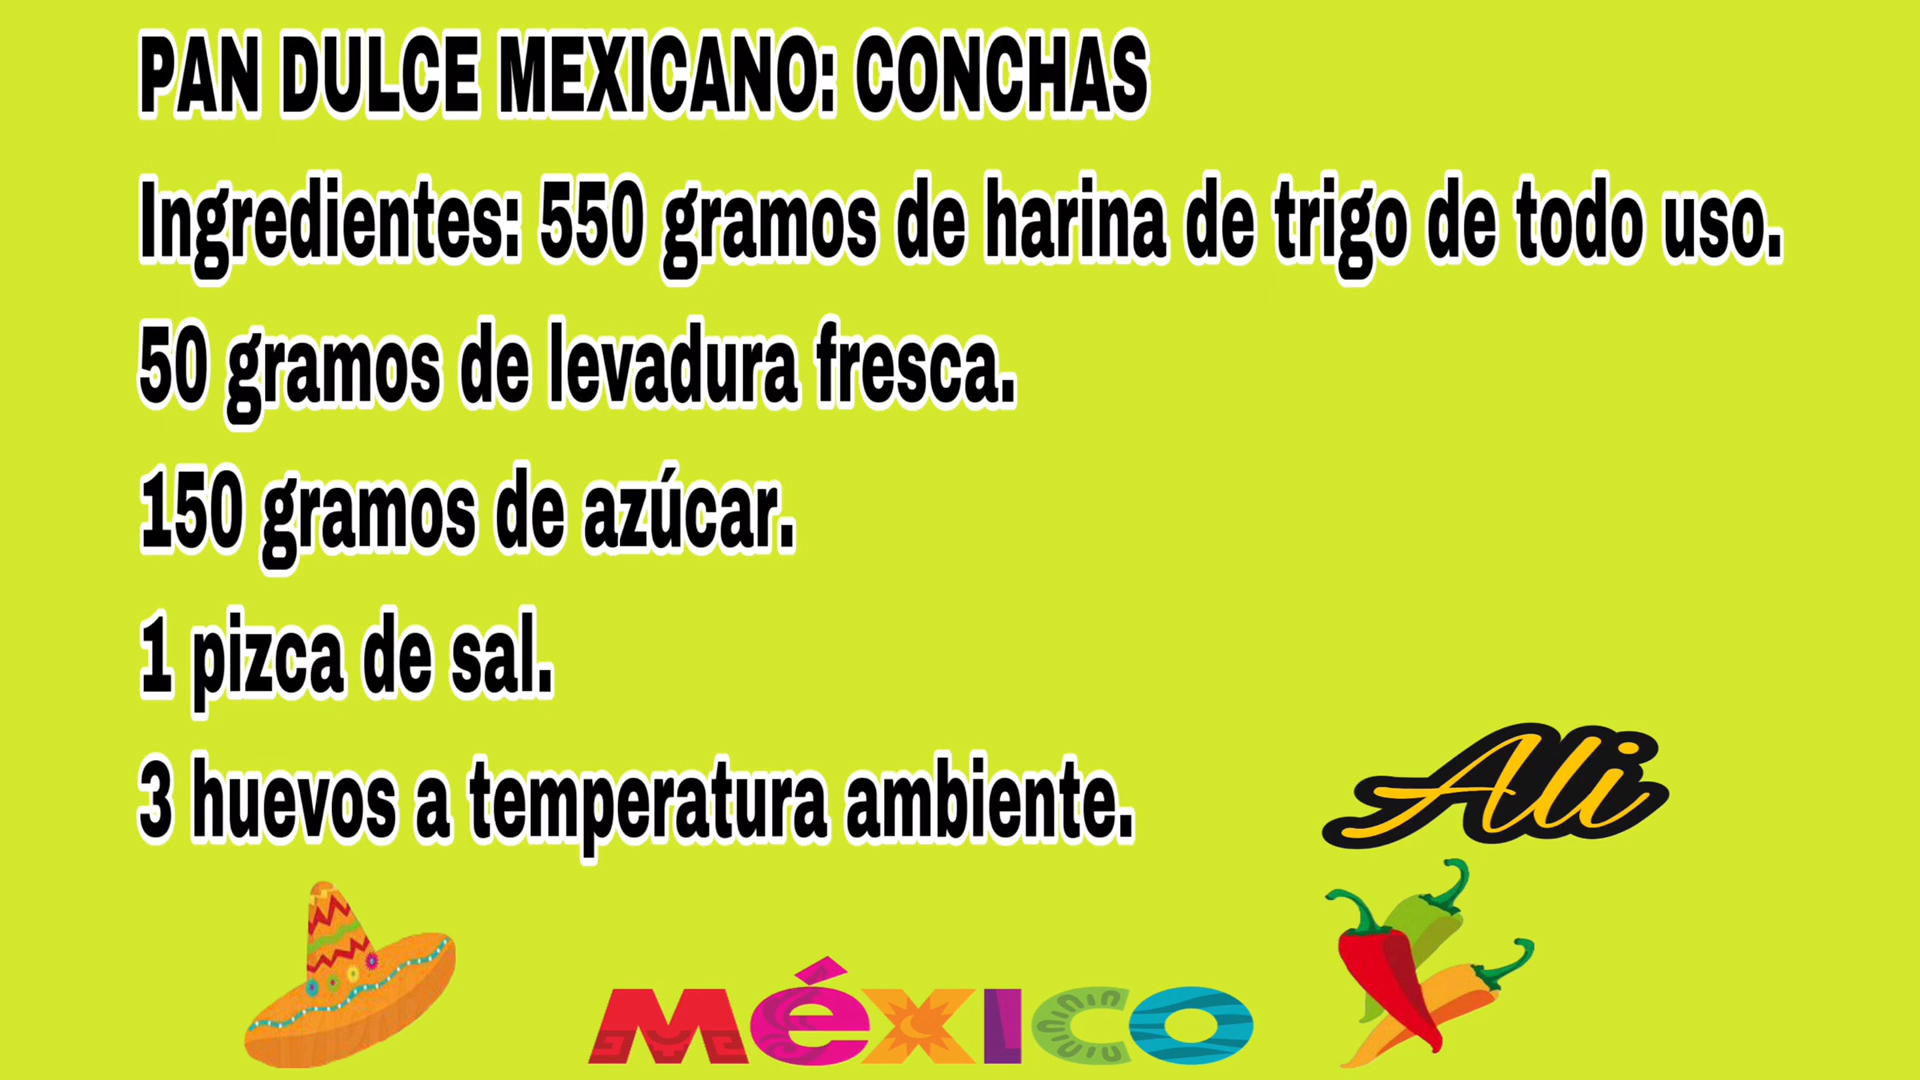 PAN DULCE MEXICANO: CONCHAS
Ingredientes: 550 gramos de harina de trigo de todo uso.
50 gramos de levadura fresca.
150 gramos de azúcar.
1 pizca de sal.
3 huevos a temperatura ambiente.
Ali
méxico